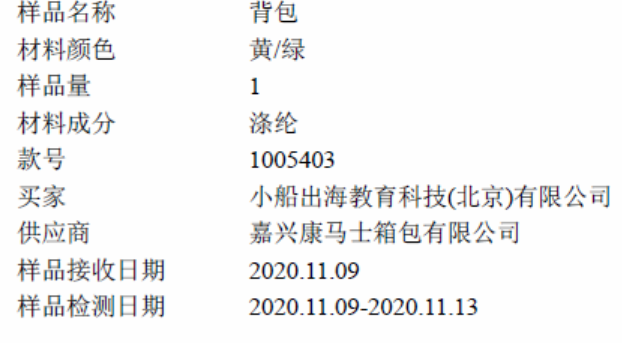 样品名称 背包
材料颜色 黄/绿
样品量 1
材料成分 涤纶
款号 1005403
买家 小船出海教育科技(北京)有限公司
供应商 嘉兴康马士箱包有限公司
样品接收日期 2020.11.09
样品检测日期 2020.11.09-2020.11.13